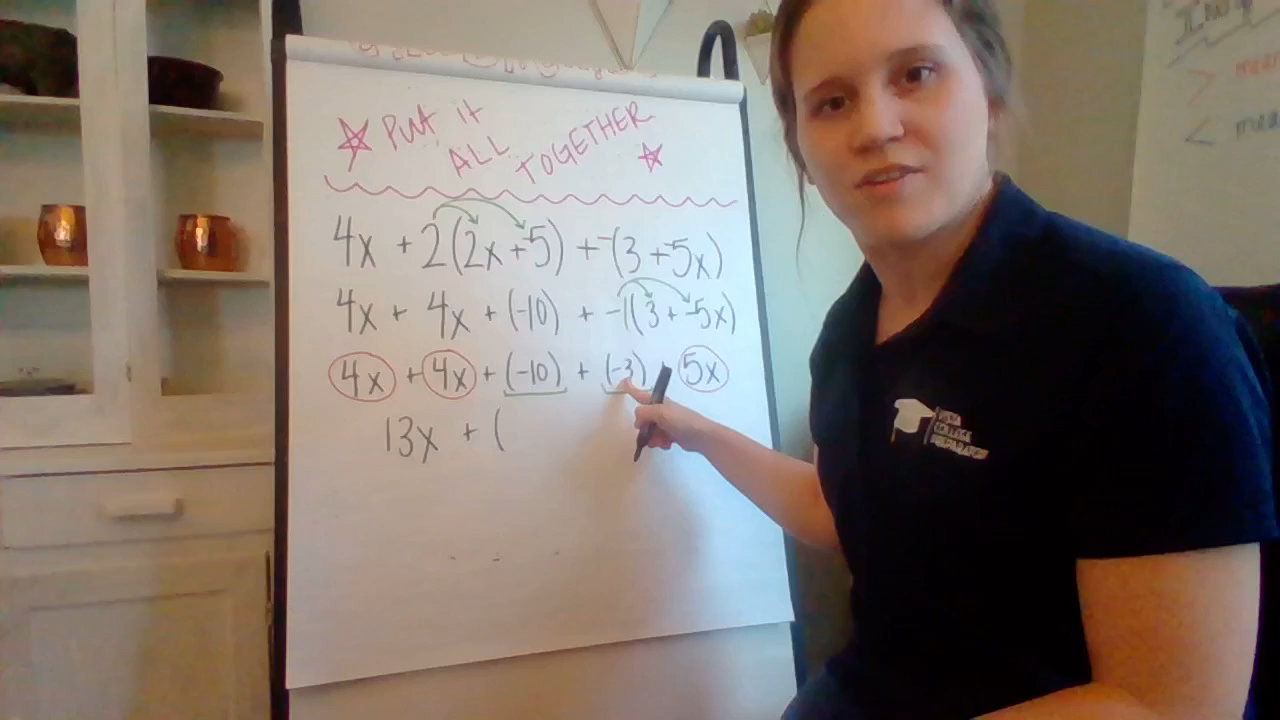 ☆ PUT it
ALL TOGETHER ☆
4x + 2(2x + -5) + -(3 + -5x)
4x + 4x + (-10) + -1(3 + -5x)
4x + 4x + (-10) + (-3) + 5x
13x + (
>
<